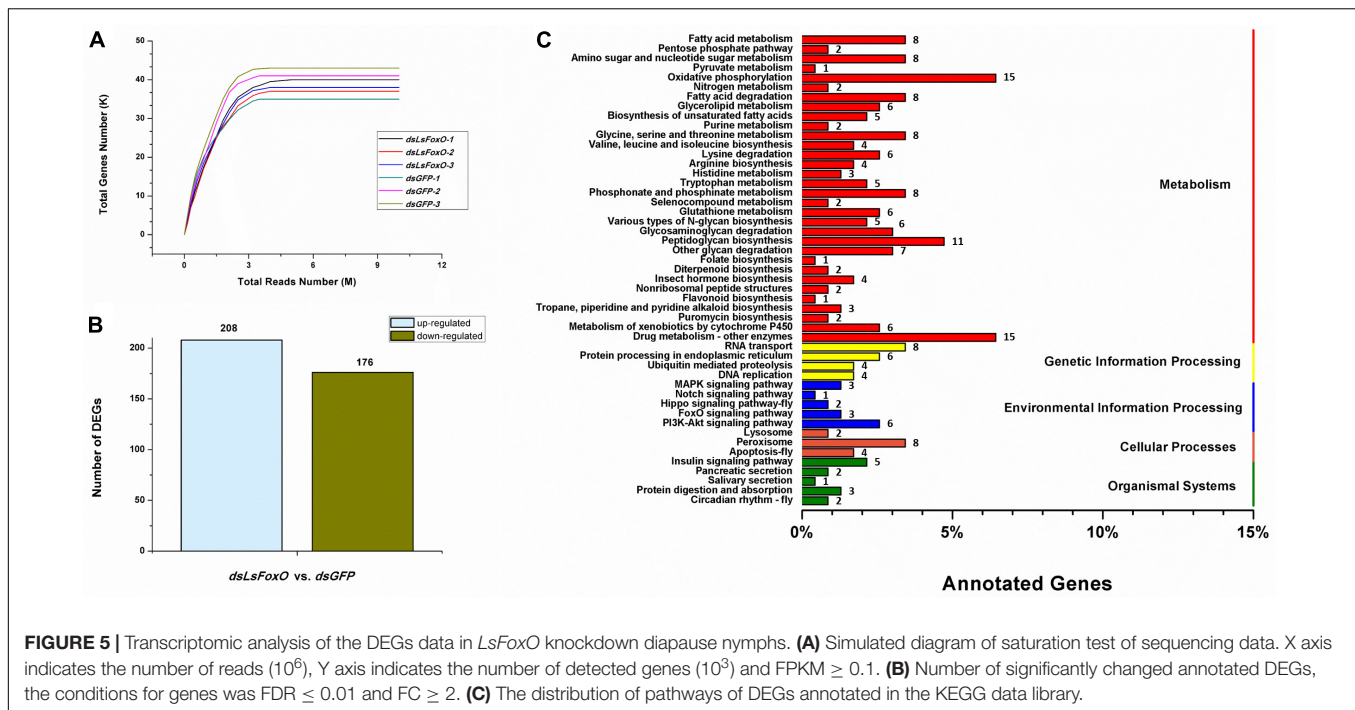 A
50
40
30
20
10
0
Total Genes Number (K)
dsLsFoxO-1
dsLsFoxO-2
dsLsFoxO-3
dsGFP-1
dsGFP-2
dsGFP-3
0 3 6 9 12
Total Reads Number (M)
B
up-regulated
down-regulated
208
176
200
150
100
50
0
Number of DEGs
dsLsFoxO vs. dsGFP
C
Fatty acid metabolism 8
Pentose phosphate pathway 2
Amino sugar and nucleotide sugar metabolism 8
Pyruvate metabolism 1
Oxidative phosphorylation 15
Nitrogen metabolism 2
Fatty acid degradation 8
Glycerolipid metabolism 6
Biosynthesis of unsaturated fatty acids 5
Purine metabolism 2
Glycine, serine and threonine metabolism 8
Valine, leucine and isoleucine biosynthesis 4
Lysine degradation 6
Arginine biosynthesis 4
Histidine metabolism 3
Tryptophan metabolism 5
Phosphonate and phosphinate metabolism 8
Selenocompound metabolism 2
Glutathione metabolism 6
Various types of N-glycan biosynthesis 5
Glycosaminoglycan degradation 6
Peptidoglycan biosynthesis 11
Other glycan degradation 7
Folate biosynthesis 1
Diterpenoid biosynthesis 2
Insect hormone biosynthesis 4
Nonribosomal peptide structures 2
Flavonoid biosynthesis 1
Tropane, piperidine and pyridine alkaloid biosynthesis 3
Puromycin biosynthesis 2
Metabolism of xenobiotics by cytochrome P450 6
Drug metabolism - other enzymes 15
RNA transport 8
Protein processing in endoplasmic reticulum 6
Ubiquitin mediated proteolysis 4
DNA replication 4
MAPK signaling pathway 3
Notch signaling pathway 1
Hippo signaling pathway-fly 2
FoxO signaling pathway 3
PI3K-Akt signaling pathway 6
Lysosome 2
Peroxisome 8
Apoptosis-fly 4
Insulin signaling pathway 5
Pancreatic secretion 2
Salivary secretion 1
Protein digestion and absorption 3
Circadian rhythm - fly 2
Metabolism
Genetic Information Processing
Environmental Information Processing
Cellular Processes
Organismal Systems
0% 5% 10% 15%
Annotated Genes
FIGURE 5 | Transcriptomic analysis of the DEGs data in LsFoxO knockdown diapause nymphs. (A) Simulated diagram of saturation test of sequencing data. X axis
indicates the number of reads (10⁶), Y axis indicates the number of detected genes (10³) and FPKM ≥ 0.1. (B) Number of significantly changed annotated DEGs,
the conditions for genes was FDR ≤ 0.01 and FC ≥ 2. (C) The distribution of pathways of DEGs annotated in the KEGG data library.